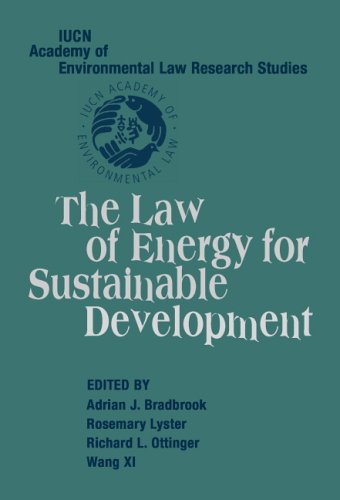 IUCN
Academy of
Environmental Law Research Studies
IUCN ACADEMY OF
ENVIRONMENTAL LAW
The Law
of Energy for
Sustainable
Development
EDITED BY
Adrian J. Bradbrook
Rosemary Lyster
Richard L. Ottinger
Wang XI